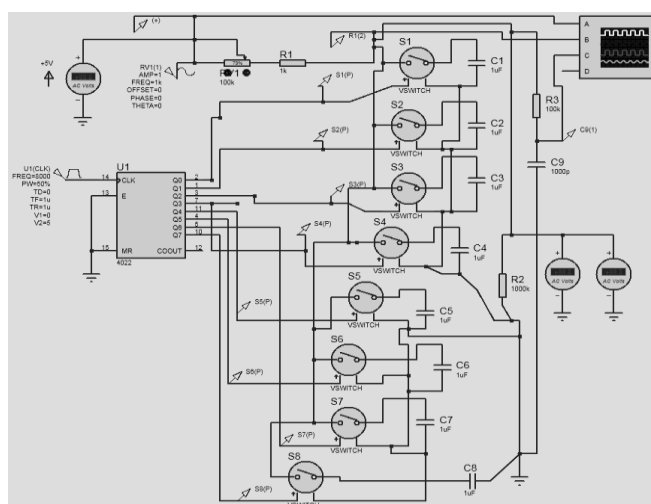 (+)
R1(2)
A
B
C
D
+5V
AC Volts
RV1(1)
AMP=1
FREQ=1k
OFFSET=0
PHASE=0
THETA=0
100k
R1
1k
S1
VSWITCH
C1
1uF
S1(P)
R3
100k
C9(1)
C9
1000p
S2
VSWITCH
C2
1uF
S2(P)
U1(CLK)
FREQ=5000
PW=50%
TD=0
TF=1u
TR=1u
V1=0
V2=5
U1
14
CLK
13
E
15
MR
4022
Q0
Q1
Q2
Q3
Q4
Q5
Q6
Q7
COOUT
2
1
3
7
11
4
5
10
12
S3
VSWITCH
C3
1uF
S3(P)
S4
VSWITCH
C4
1uF
S4(P)
R2
1000k
AC Volts
AC Volts
S5
VSWITCH
C5
1uF
S5(P)
S6
VSWITCH
C6
1uF
S6(P)
S7
VSWITCH
C7
1uF
S7(P)
S8
VSWITCH
C8
1uF
S8(P)